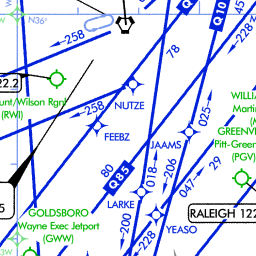 N36°
258
Q10
228
78
22.2
unt/Wilson Rgnl
(RWI)
258
NUTZE
FEEBZ
025
WILLI
Martin
(M
GREENVI
Pitt-Green
(PGV)
JAAMS
206
80
Q85
018
047
29
5
LARKE
GOLDSBORO
Wayne Exec Jetport
(GWW)
200
228
RALEIGH 122
YEASO